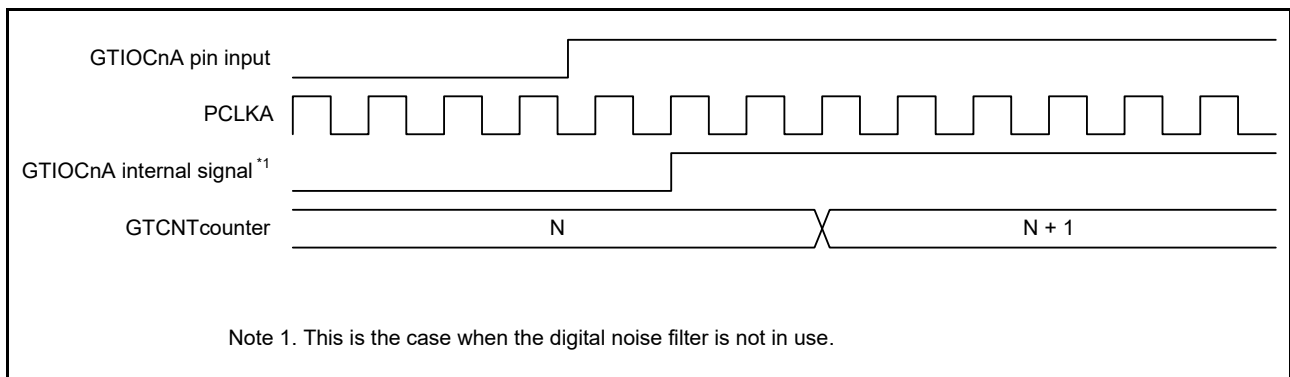 GTIOCnA pin input
PCLKA
GTIOCnA internal signal *1
GTCNTcounter
N
N + 1
Note 1. This is the case when the digital noise filter is not in use.